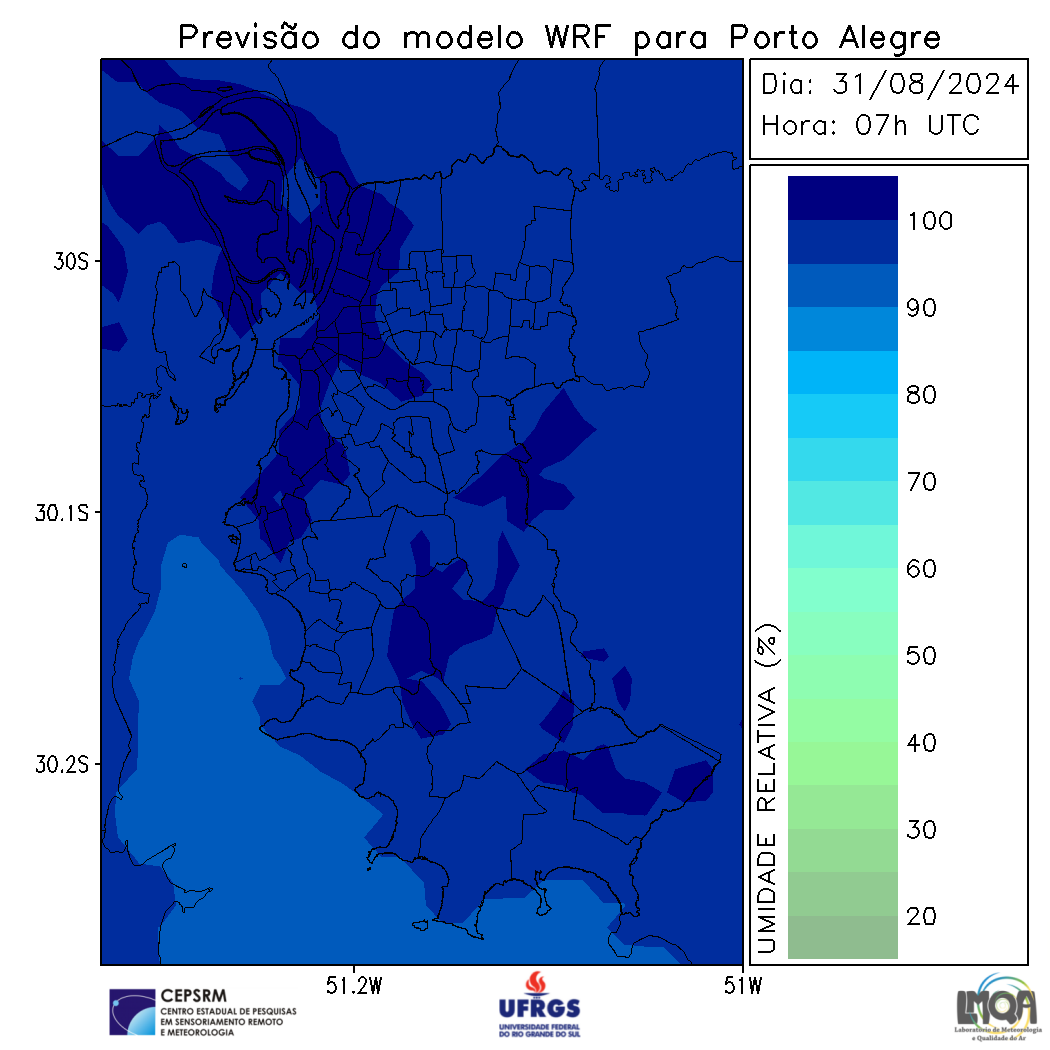 Previsão do modelo WRF para Porto Alegre
Dia: 31/08/2024
Hora: 07h UTC
30S
30.1S
30.2S
51.2W
51W
UMIDADE RELATIVA (%)
100
90
80
70
60
50
40
30
20
CEPSRM
CENTRO ESTADUAL DE PESQUISAS
EM SENSORIAMENTO REMOTO
E METEOROLOGIA
UFRGS
UNIVERSIDADE FEDERAL
DO RIO GRANDE DO SUL
LMQA
Laboratório de Meteorologia
e Qualidade do Ar